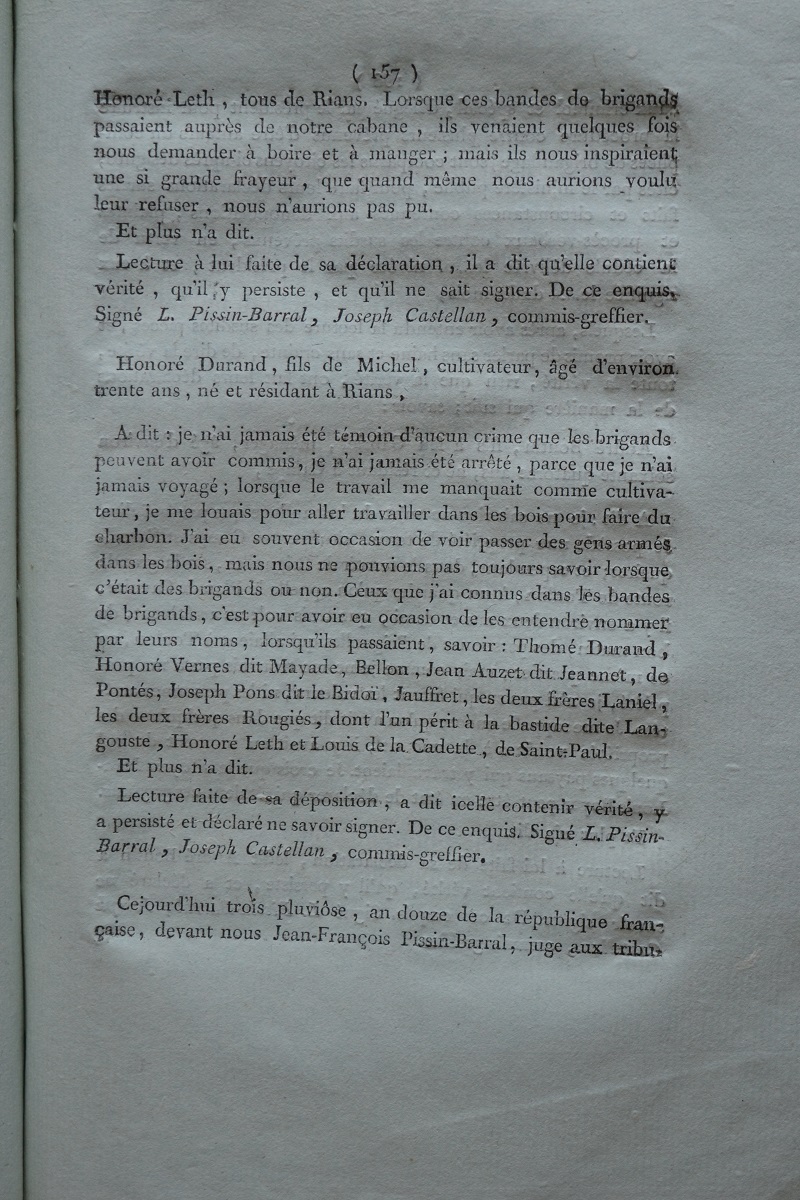 ( 157 )
Honoré Leth , tous de Rians. Lorsque ces bandes de brigands
passaient auprès de notre cabane , ils venaient quelques fois
nous demander à boire et à manger ; mais ils nous inspiraient
une si grande frayeur , que quand même nous aurions voulu
leur refuser , nous n'aurions pas pu.
Et plus n'a dit.
Lecture à lui faite de sa déclaration , il a dit qu'elle contient
vérité , qu'il y persiste , et qu'il ne sait signer. De ce enquis.
Signé L. Pissin-Barral, Joseph Castellan, commis-greffier.
Honoré Durand , fils de Michel , cultivateur, âgé d'environ
trente ans , né et résidant à Rians ,
A dit : je n'ai jamais été témoin d'aucun crime que les brigands
peuvent avoir commis, je n'ai jamais été arrêté , parce que je n'ai
jamais voyagé ; lorsque le travail me manquait comme cultiva-
teur, je me louais pour aller travailler dans les bois pour faire du
charbon. J'ai eu souvent occasion de voir passer des gens armés
dans les bois, mais nous ne pouvions pas toujours savoir lorsque
c'était des brigands ou non. Ceux que j'ai connus dans les bandes
de brigands, c'est pour avoir eu occasion de les entendre nommer
par leurs noms, lorsqu'ils passaient, savoir : Thomé Durand ,
Honoré Vernes dit Mayade, Bellon , Jean Auzet dit Jeannet, de
Pontés, Joseph Pons dit le Bidoï, Jauffret, les deux frères Laniel,
les deux frères Rougiés, dont l'un périt à la bastide dite Lan-
gouste , Honoré Leth et Louis de la Cadette , de Saint-Paul.
Et plus n'a dit.
Lecture faite de sa déposition , a dit icelle contenir vérité , y
a persisté et déclaré ne savoir signer. De ce enquis. Signé L. Pissin-
Barral , Joseph Castellan , commis-greffier.
Cejourd'hui trois pluviôse , an douze de la république fran-
çaise, devant nous Jean-François Pissin-Barral, juge aux tribu-